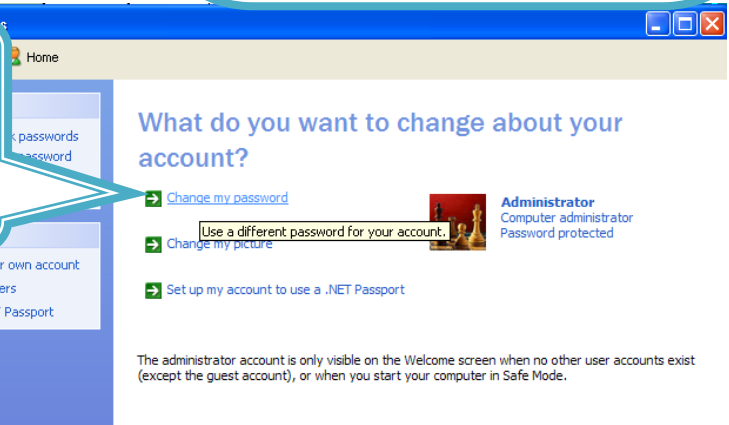 Home
passwords
password
What do you want to change about your
account?
Change my password
Administrator
Computer administrator
Password protected
Use a different password for your account.
Change my picture
own account
Passport
Set up my account to use a .NET Passport
The administrator account is only visible on the Welcome screen when no other user accounts exist
(except the guest account), or when you start your computer in Safe Mode.